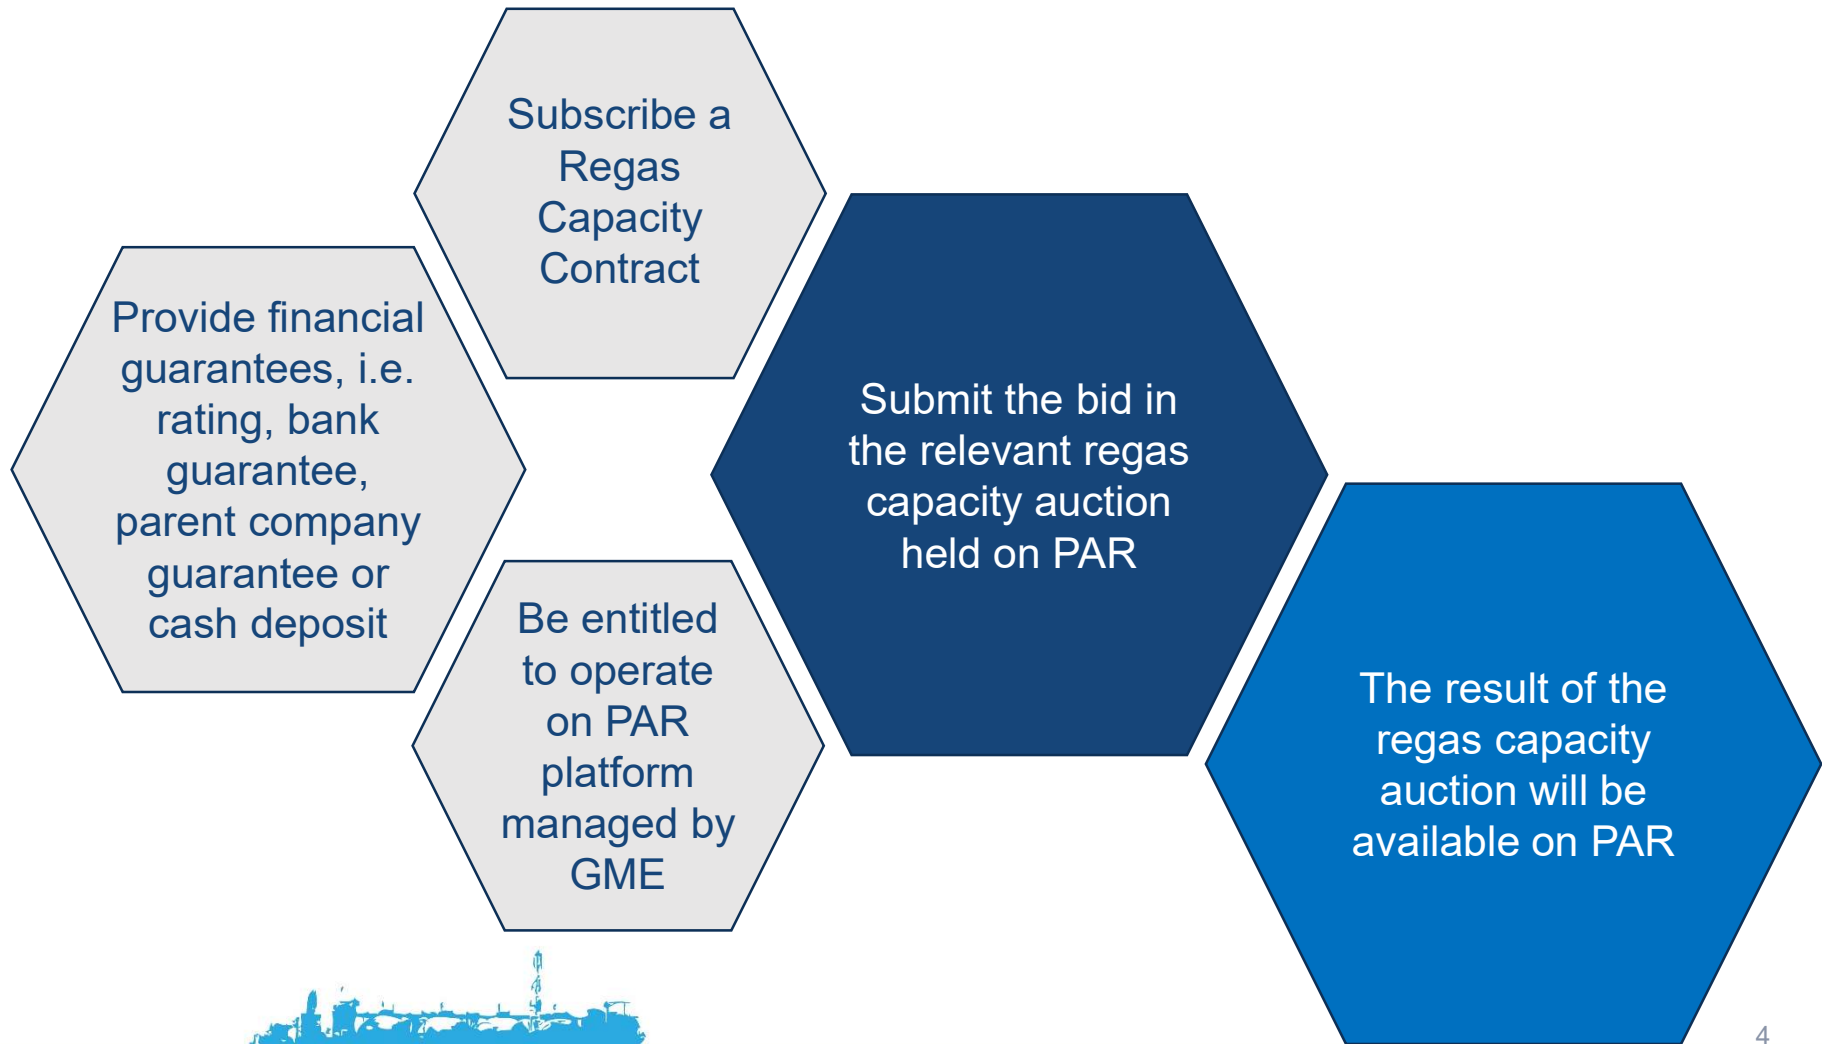 Subscribe a
Regas
Capacity
Contract
Provide financial
guarantees, i.e.
rating, bank
guarantee,
parent company
guarantee or
cash deposit
Be entitled
to operate
on PAR
platform
managed by
GME
Submit the bid in
the relevant regas
capacity auction
held on PAR
The result of the
regas capacity
auction will be
available on PAR
4